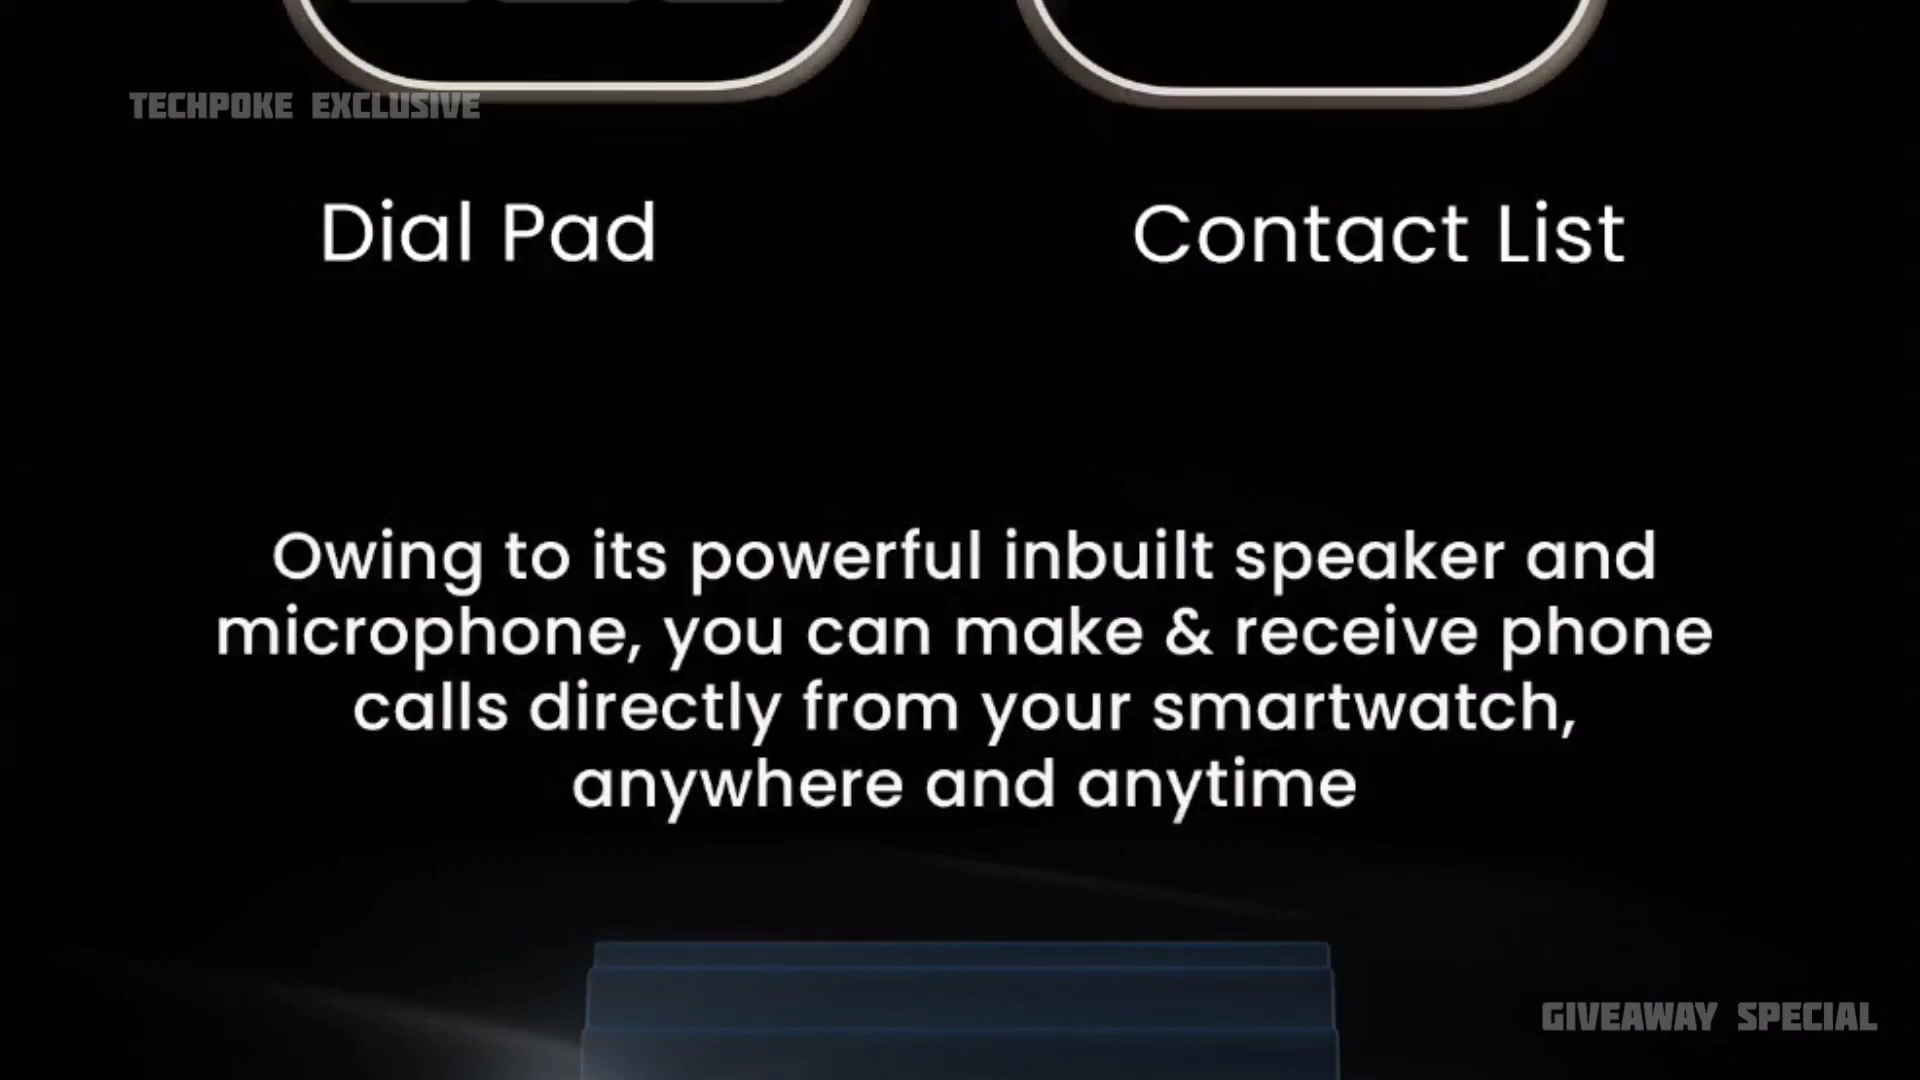 TECHPOKE EXCLUSIVE
Dial Pad
Contact List
Owing to its powerful inbuilt speaker and
microphone, you can make & receive phone
calls directly from your smartwatch,
anywhere and anytime
GIVEAWAY SPECIAL